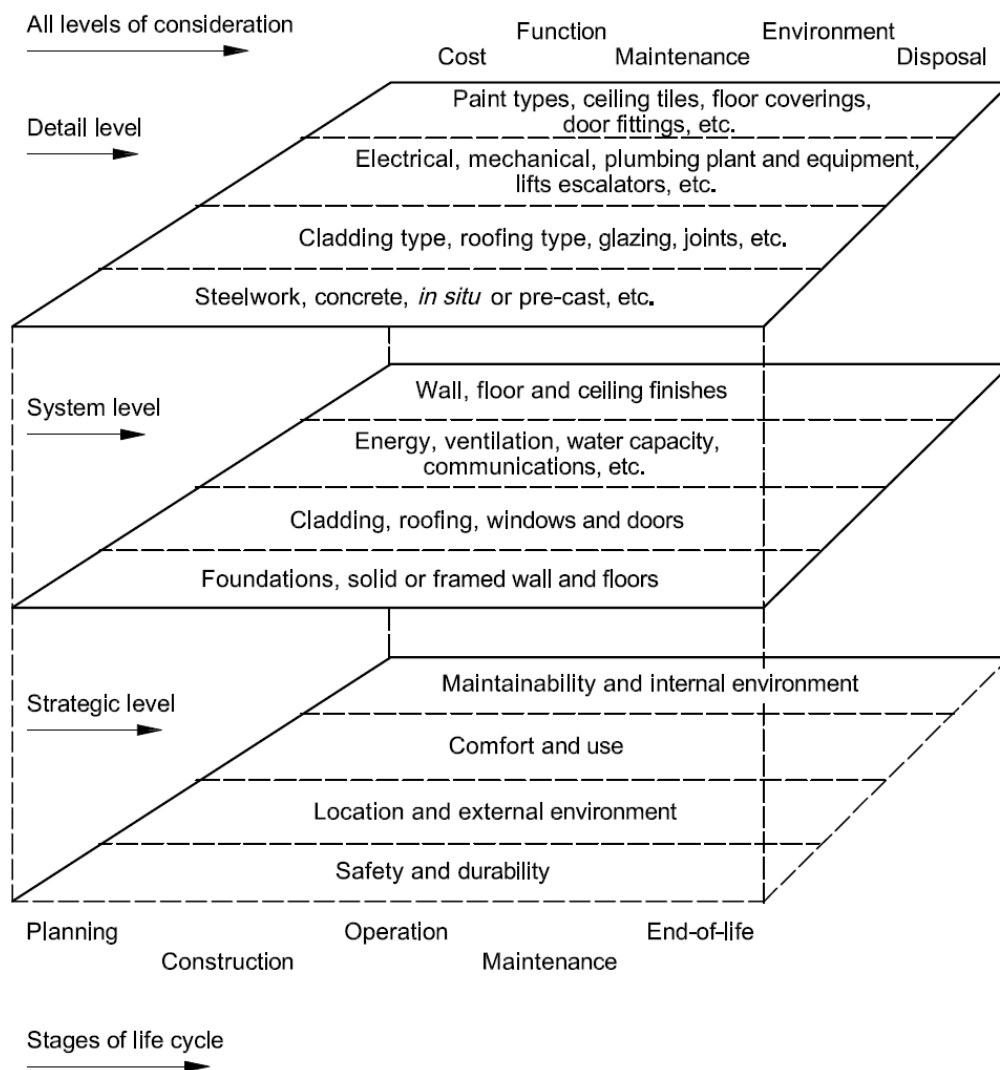 All levels of consideration
Function Environment
Cost Maintenance Disposal
Paint types, ceiling tiles, floor coverings,
door fittings, etc.
Detail level
Electrical, mechanical, plumbing plant and equipment,
lifts escalators, etc.
Cladding type, roofing type, glazing, joints, etc.
Steelwork, concrete, in situ or pre-cast, etc.
Wall, floor and ceiling finishes
System level
Energy, ventilation, water capacity,
communications, etc.
Cladding, roofing, windows and doors
Foundations, solid or framed wall and floors
Maintainability and internal environment
Strategic level
Comfort and use
Location and external environment
Safety and durability
Planning Operation End-of-life
Construction Maintenance
Stages of life cycle